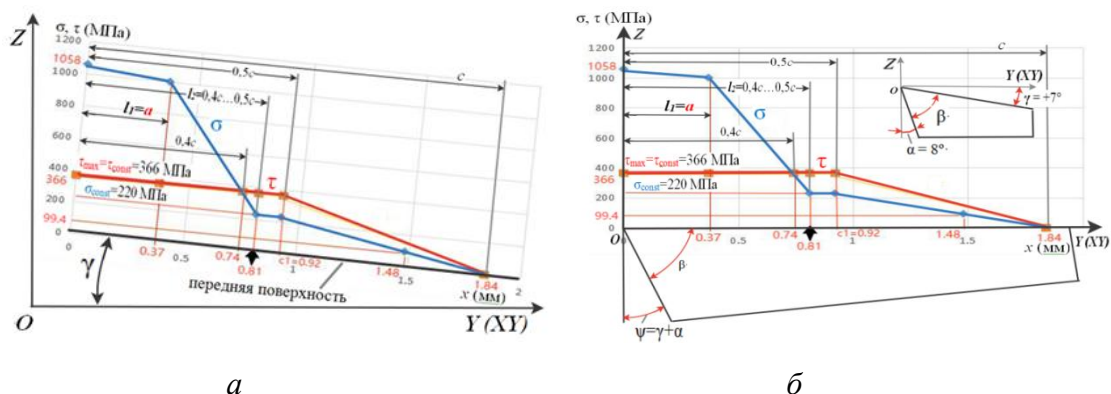 σ, τ (МПа)
Z
1200
1058
1000
800
600
400
366
200
99.4
0
c
0,5c
l₂=0,4c...0,5c
l₁=a
σ
0,4c
τmax=τconst=366 МПа
τ
σconst=220 МПа
0
0.37
0.5
0.74
0.81
c1=0.92
1
1.48
1.5
1.84
2
x (мм)
передняя поверхность
γ
O
Y (XY)
а
σ, τ (МПа)
Z
1200
1058
1000
800
600
400
366
200
99.4
0
c
0,5c
l₂=0,4c...0,5c
l₁=a
σ
0,4c
τmax=τconst=366 МПа
τ
σconst=220 МПа
Z
Y (XY)
o
γ = +7°
β
α = 8°
O
0.37
0.5
0.74
0.81
c1=0.92
1
1.48
1.5
1.84
Y(XY)
x (мм)
β
ψ=γ+α
б